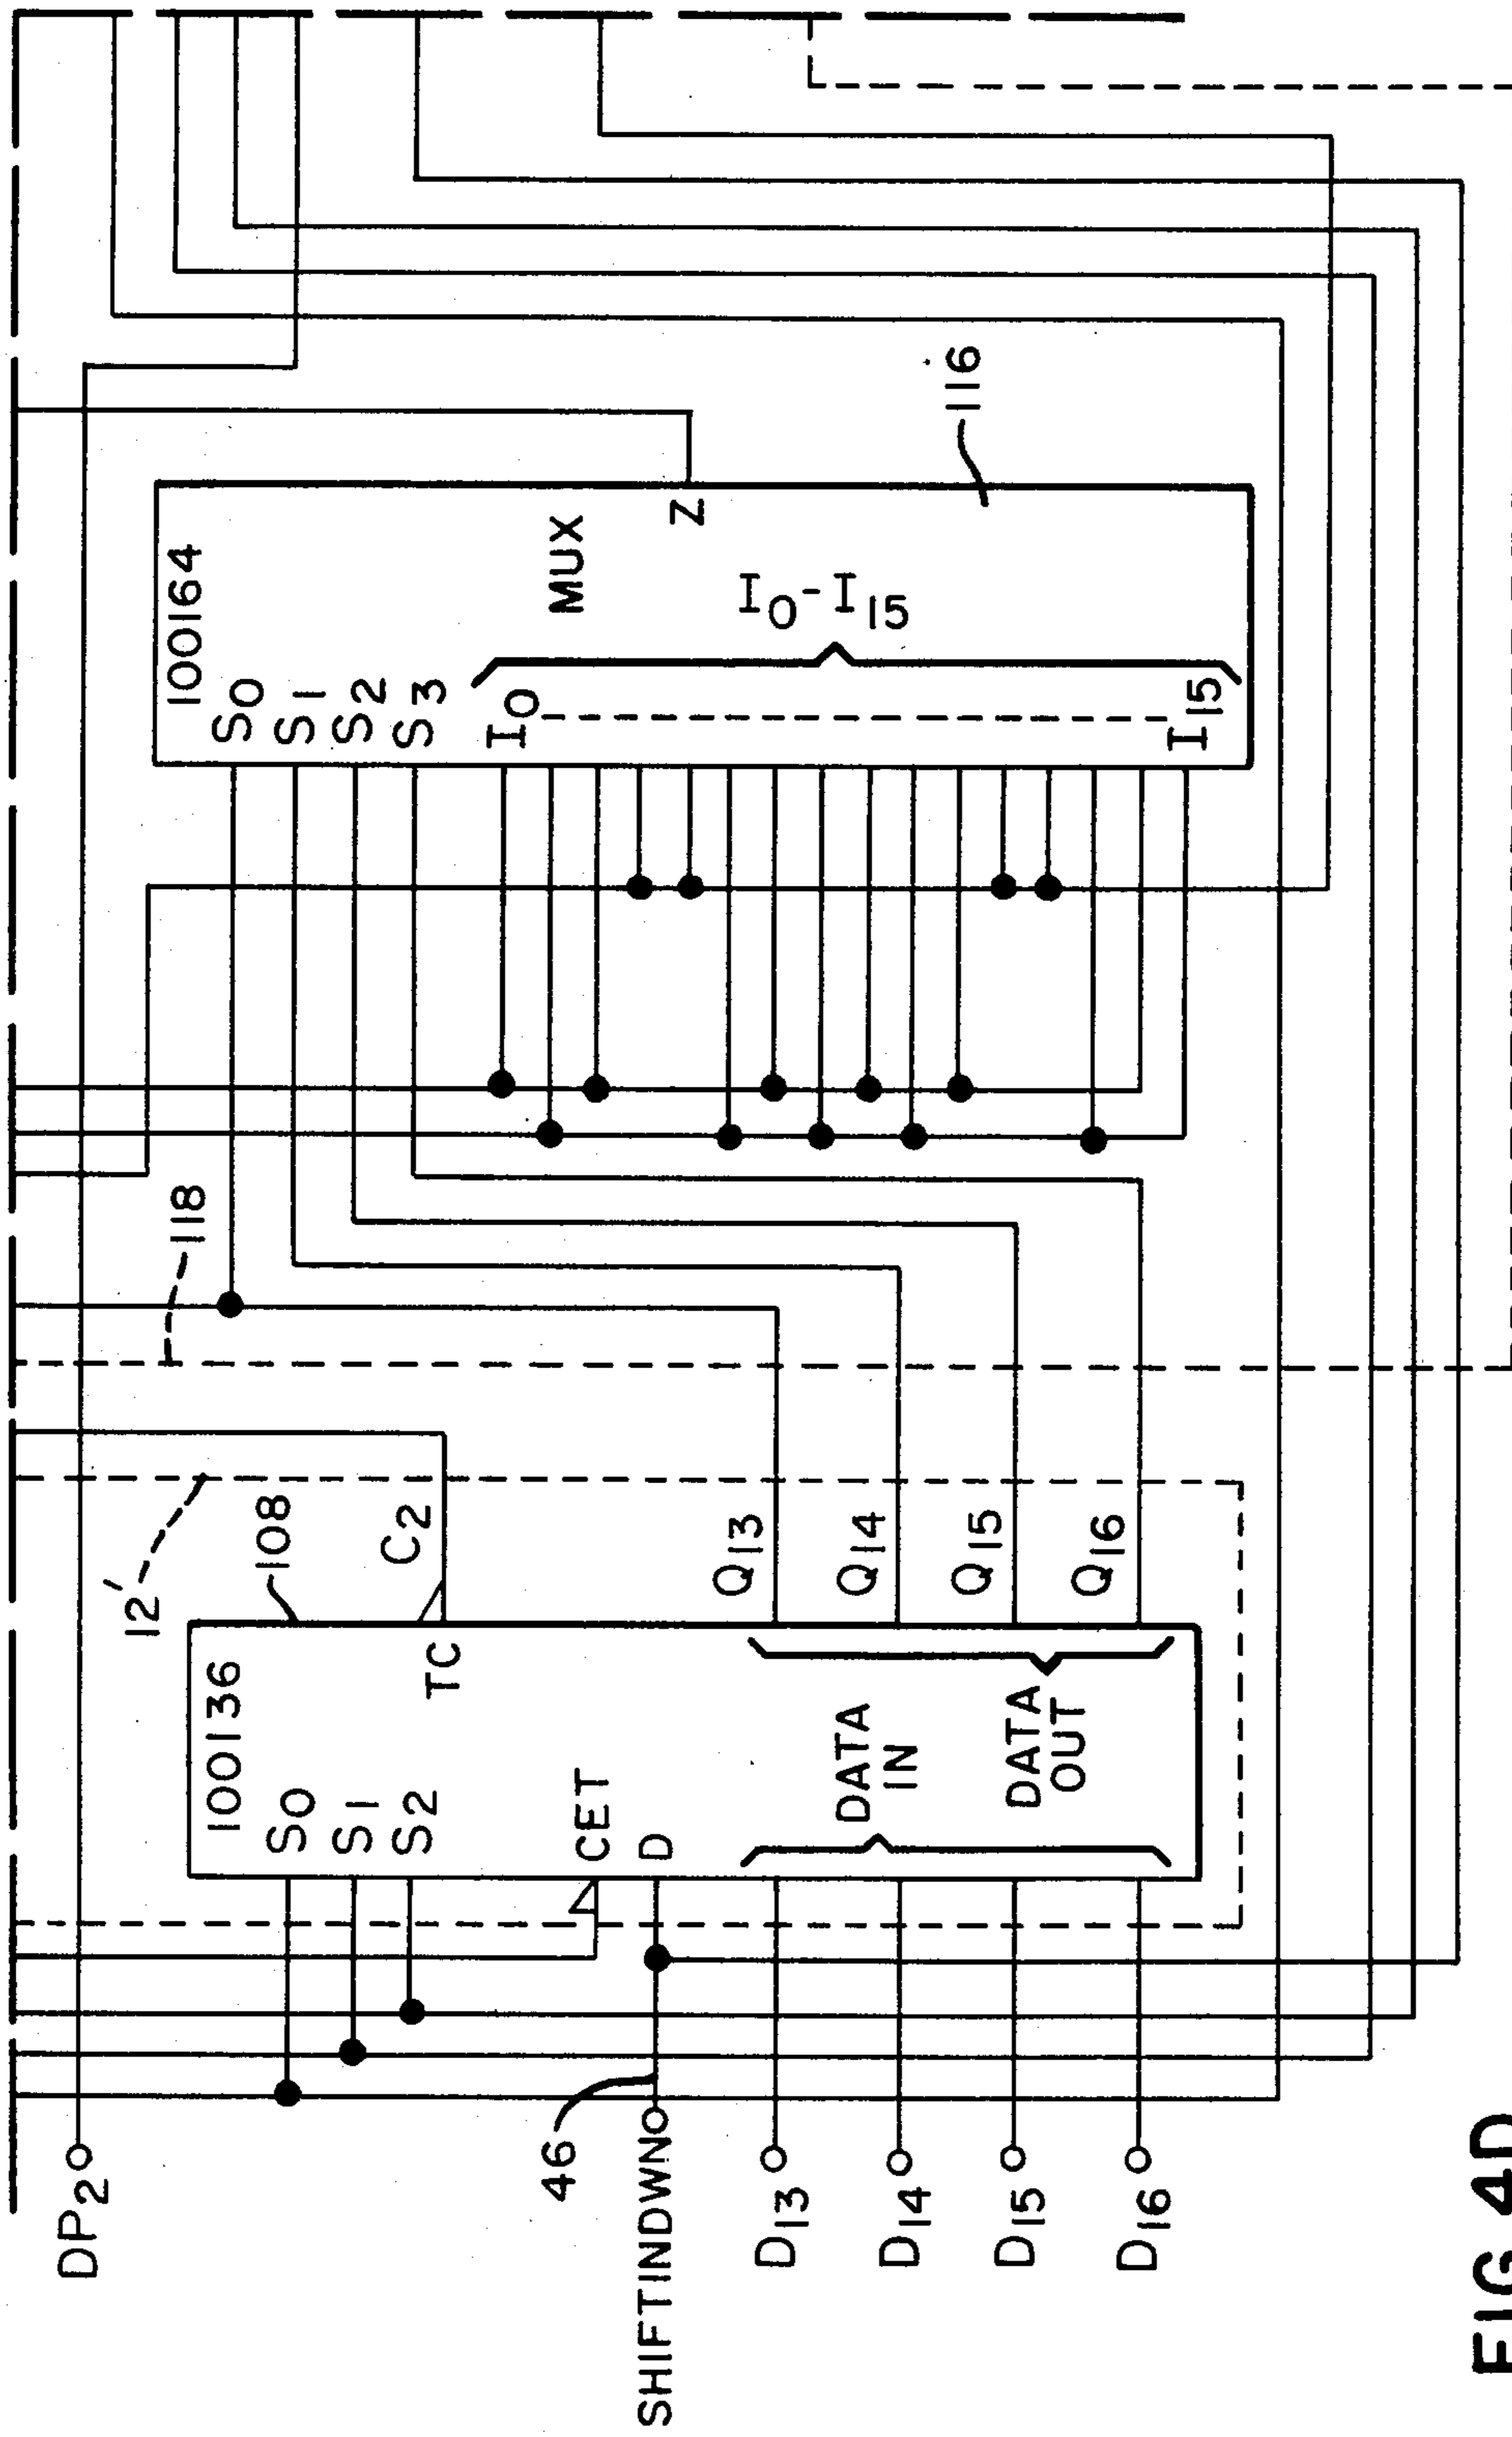 DP2
12'
118
100136
108
S0
S1
S2
TC
C2
CET
D
46
SHIFTINDWN
DATA
IN
DATA
OUT
D13
D14
D15
D16
Q13
Q14
Q15
Q16
100164
S0
S1
S2
S3
MUX
Z
I0
I0-I15
I15
116
FIG 4D